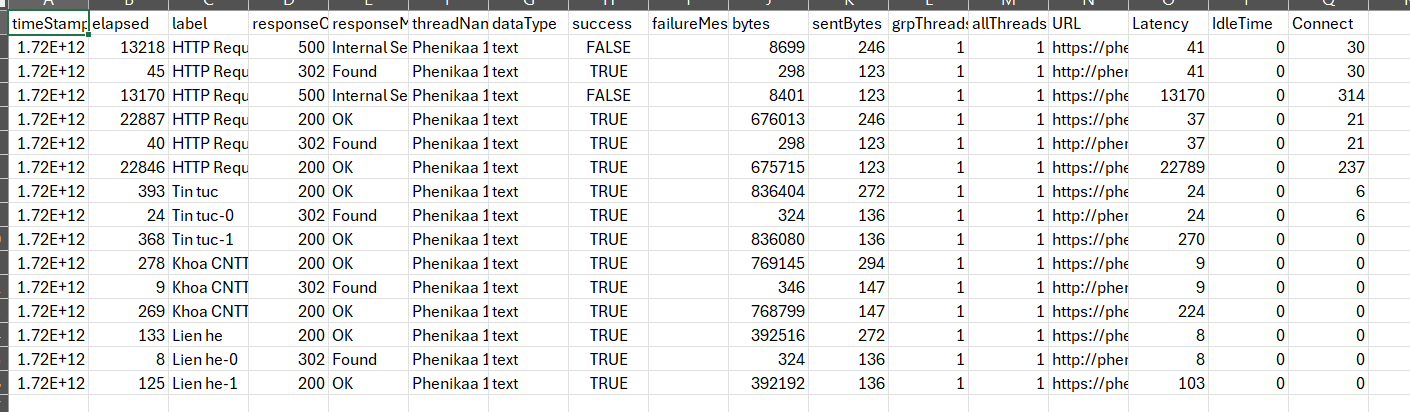 timeStamp elapsed label responseC responseM threadNan dataType success failureMes bytes sentBytes grpThreads allThreads URL Latency IdleTime Connect
1.72E+12 13218 HTTP Requ 500 Internal Se Phenikaa 1 text FALSE 8699 246 1 1 https://phe 41 0 30
1.72E+12 45 HTTP Requ 302 Found Phenikaa 1 text TRUE 298 123 1 1 http://pher 41 0 30
1.72E+12 13170 HTTP Requ 500 Internal Se Phenikaa 1 text FALSE 8401 123 1 1 https://phe 13170 0 314
1.72E+12 22887 HTTP Requ 200 OK Phenikaa 1 text TRUE 676013 246 1 1 https://phe 37 0 21
1.72E+12 40 HTTP Requ 302 Found Phenikaa 1 text TRUE 298 123 1 1 http://pher 37 0 21
1.72E+12 22846 HTTP Requ 200 OK Phenikaa 1 text TRUE 675715 123 1 1 https://phe 22789 0 237
1.72E+12 393 Tin tuc 200 OK Phenikaa 1 text TRUE 836404 272 1 1 https://phe 24 0 6
1.72E+12 24 Tin tuc-0 302 Found Phenikaa 1 text TRUE 324 136 1 1 http://pher 24 0 6
1.72E+12 368 Tin tuc-1 200 OK Phenikaa 1 text TRUE 836080 136 1 1 https://phe 270 0 0
1.72E+12 278 Khoa CNTT 200 OK Phenikaa 1 text TRUE 769145 294 1 1 https://phe 9 0 0
1.72E+12 9 Khoa CNTT 302 Found Phenikaa 1 text TRUE 346 147 1 1 http://pher 9 0 0
1.72E+12 269 Khoa CNTT 200 OK Phenikaa 1 text TRUE 768799 147 1 1 https://phe 224 0 0
1.72E+12 133 Lien he 200 OK Phenikaa 1 text TRUE 392516 272 1 1 https://phe 8 0 0
1.72E+12 8 Lien he-0 302 Found Phenikaa 1 text TRUE 324 136 1 1 http://pher 8 0 0
1.72E+12 125 Lien he-1 200 OK Phenikaa 1 text TRUE 392192 136 1 1 https://phe 103 0 0